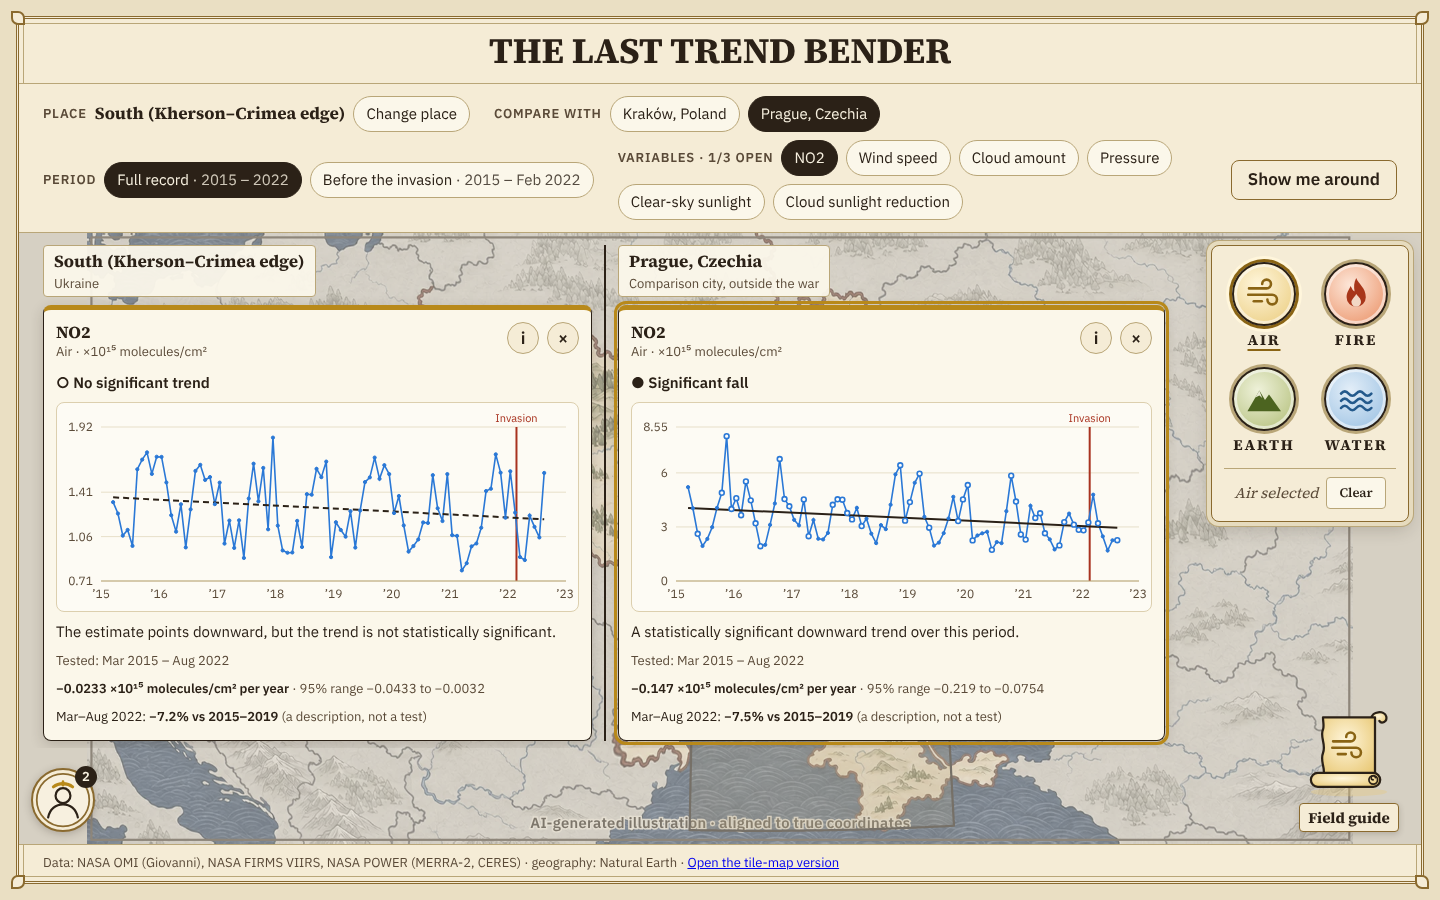 THE LAST TREND BENDER
PLACE South (Kherson–Crimea edge) Change place COMPARE WITH Kraków, Poland Prague, Czechia
PERIOD Full record · 2015 – 2022 Before the invasion · 2015 – Feb 2022
VARIABLES · 1/3 OPEN NO2 Wind speed Cloud amount Pressure
Clear-sky sunlight Cloud sunlight reduction
Show me around
South (Kherson–Crimea edge)
Ukraine
NO2
Air · ×10¹⁵ molecules/cm²
i ×
No significant trend
Invasion
1.92
1.41
1.06
0.71
’15 ’16 ’17 ’18 ’19 ’20 ’21 ’22 ’23
The estimate points downward, but the trend is not statistically significant.
Tested: Mar 2015 – Aug 2022
−0.0233 ×10¹⁵ molecules/cm² per year · 95% range −0.0433 to −0.0032
Mar–Aug 2022: −7.2% vs 2015–2019 (a description, not a test)
Prague, Czechia
Comparison city, outside the war
NO2
Air · ×10¹⁵ molecules/cm²
i ×
Significant fall
Invasion
8.55
6
3
0
’15 ’16 ’17 ’18 ’19 ’20 ’21 ’22 ’23
A statistically significant downward trend over this period.
Tested: Mar 2015 – Aug 2022
−0.147 ×10¹⁵ molecules/cm² per year · 95% range −0.219 to −0.0754
Mar–Aug 2022: −7.5% vs 2015–2019 (a description, not a test)
AIR FIRE
EARTH WATER
Air selected Clear
2
AI-generated illustration · aligned to true coordinates
Field guide
Data: NASA OMI (Giovanni), NASA FIRMS VIIRS, NASA POWER (MERRA-2, CERES) · geography: Natural Earth · Open the tile-map version